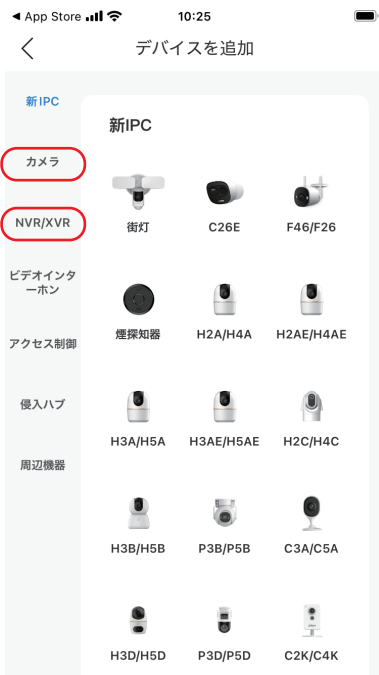 ◀ App Store
10:25
デバイスを追加
新IPC
カメラ
NVR/XVR
ビデオインタ
ーホン
アクセス制御
侵入ハブ
周辺機器
新IPC
街灯
C26E
F46/F26
煙探知器
H2A/H4A
H2AE/H4AE
H3A/H5A
H3AE/H5AE
H2C/H4C
H3B/H5B
P3B/P5B
C3A/C5A
H3D/H5D
P3D/P5D
C2K/C4K